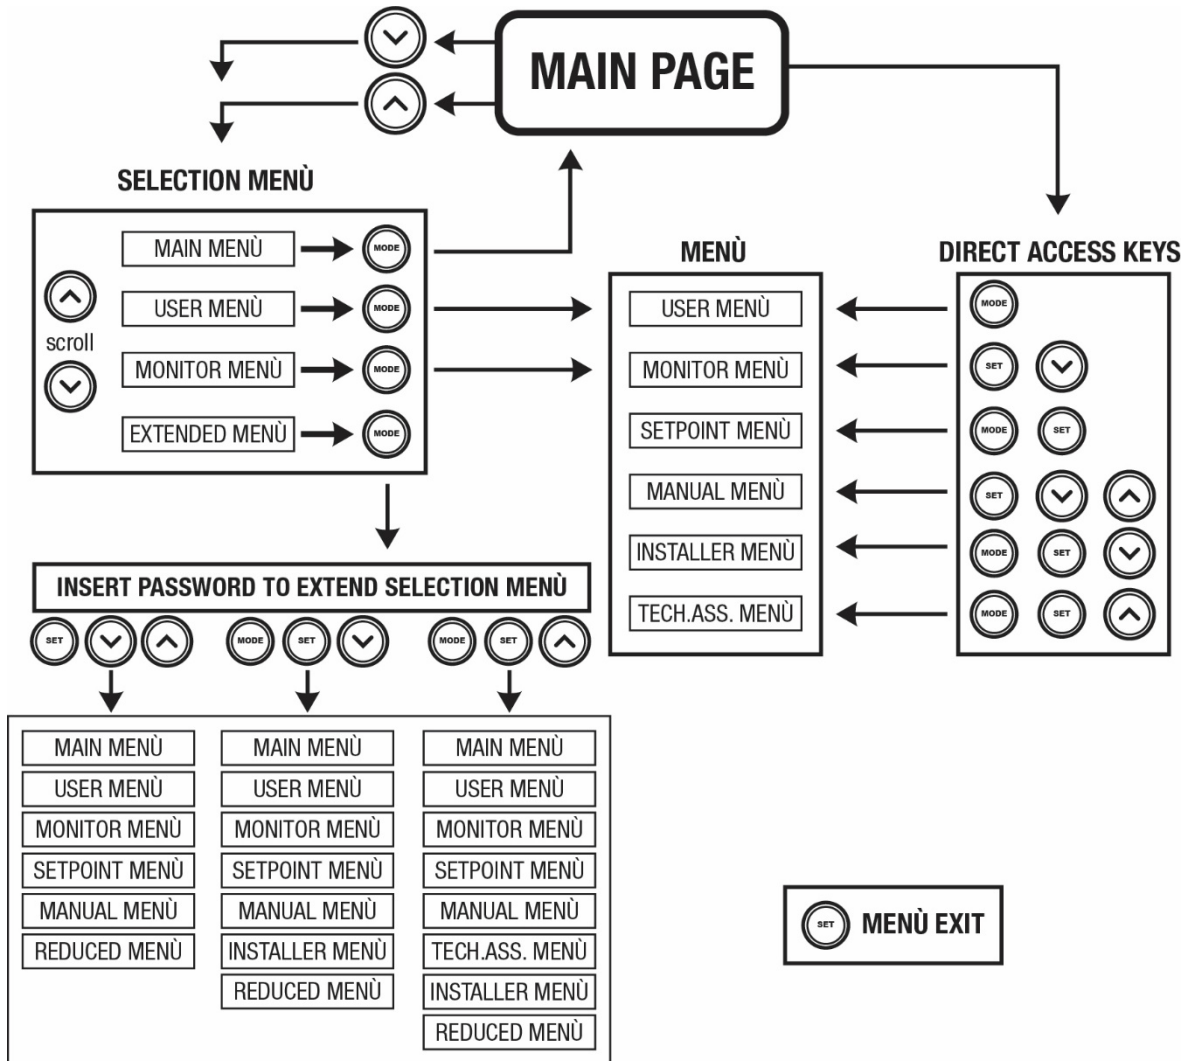 MAIN PAGE
SELECTION MENÙ
MAIN MENÙ
MODE
USER MENÙ
MODE
scroll
MONITOR MENÙ
MODE
EXTENDED MENÙ
MODE
MENÙ
USER MENÙ
MONITOR MENÙ
SETPOINT MENÙ
MANUAL MENÙ
INSTALLER MENÙ
TECH.ASS. MENÙ
DIRECT ACCESS KEYS
MODE
SET
MODE SET
SET
MODE SET
MODE SET
INSERT PASSWORD TO EXTEND SELECTION MENÙ
SET
MODE SET
MODE SET
MAIN MENÙ
USER MENÙ
MONITOR MENÙ
SETPOINT MENÙ
MANUAL MENÙ
REDUCED MENÙ
MAIN MENÙ
USER MENÙ
MONITOR MENÙ
SETPOINT MENÙ
MANUAL MENÙ
INSTALLER MENÙ
REDUCED MENÙ
MAIN MENÙ
USER MENÙ
MONITOR MENÙ
SETPOINT MENÙ
MANUAL MENÙ
TECH.ASS. MENÙ
INSTALLER MENÙ
REDUCED MENÙ
SET MENÙ EXIT